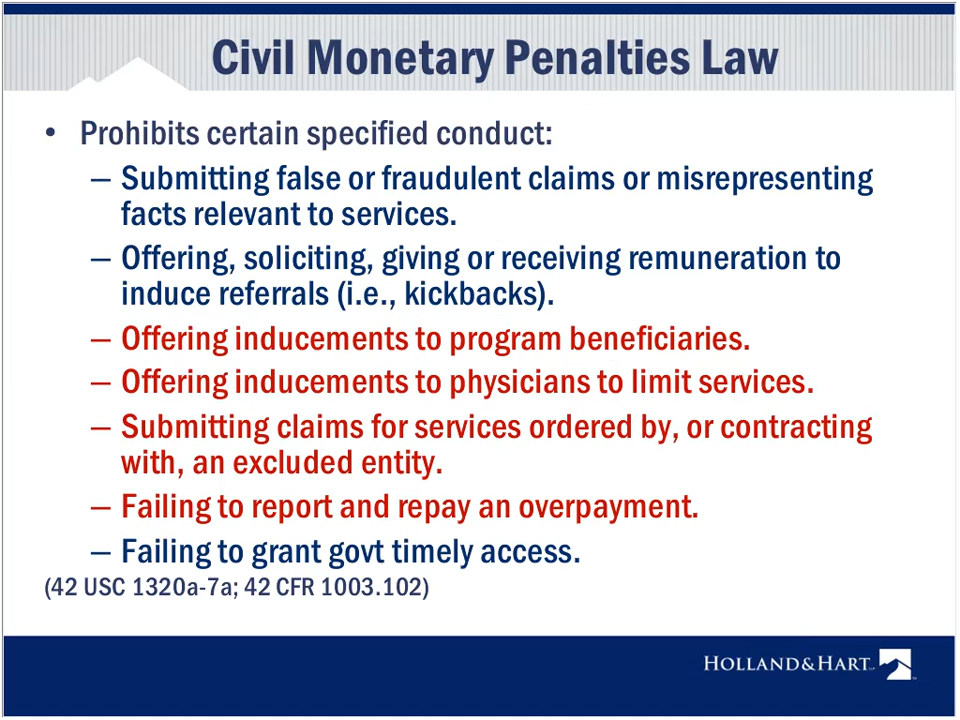 Civil Monetary Penalties Law
• Prohibits certain specified conduct:
– Submitting false or fraudulent claims or misrepresenting
facts relevant to services.
– Offering, soliciting, giving or receiving remuneration to
induce referrals (i.e., kickbacks).
– Offering inducements to program beneficiaries.
– Offering inducements to physicians to limit services.
– Submitting claims for services ordered by, or contracting
with, an excluded entity.
– Failing to report and repay an overpayment.
– Failing to grant govt timely access.
(42 USC 1320a-7a; 42 CFR 1003.102)
HOLLAND&HART